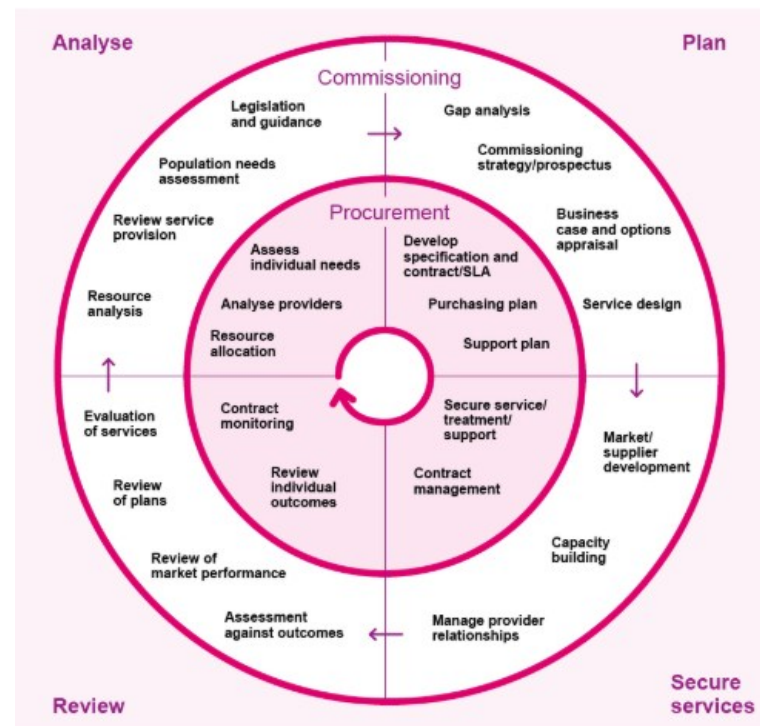 Analyse
Plan
Commissioning
Legislation
and guidance
Gap analysis
Population needs
assessment
Commissioning
strategy/prospectus
Review service
provision
Business
case and options
appraisal
Resource
analysis
Service design
Procurement
Assess
individual needs
Develop
specification and
contract/SLA
Analyse providers
Purchasing plan
Resource
allocation
Support plan
Contract
monitoring
Secure service/
treatment/
support
Review
individual
outcomes
Contract
management
Evaluation
of services
Market/
supplier
development
Review
of plans
Capacity
building
Review of
market performance
Assessment
against outcomes
Manage provider
relationships
Review
Secure
services